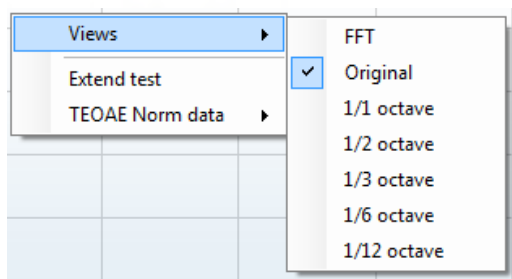 Views
Extend test
TEOAE Norm data
FFT
Original
1/1 octave
1/2 octave
1/3 octave
1/6 octave
1/12 octave